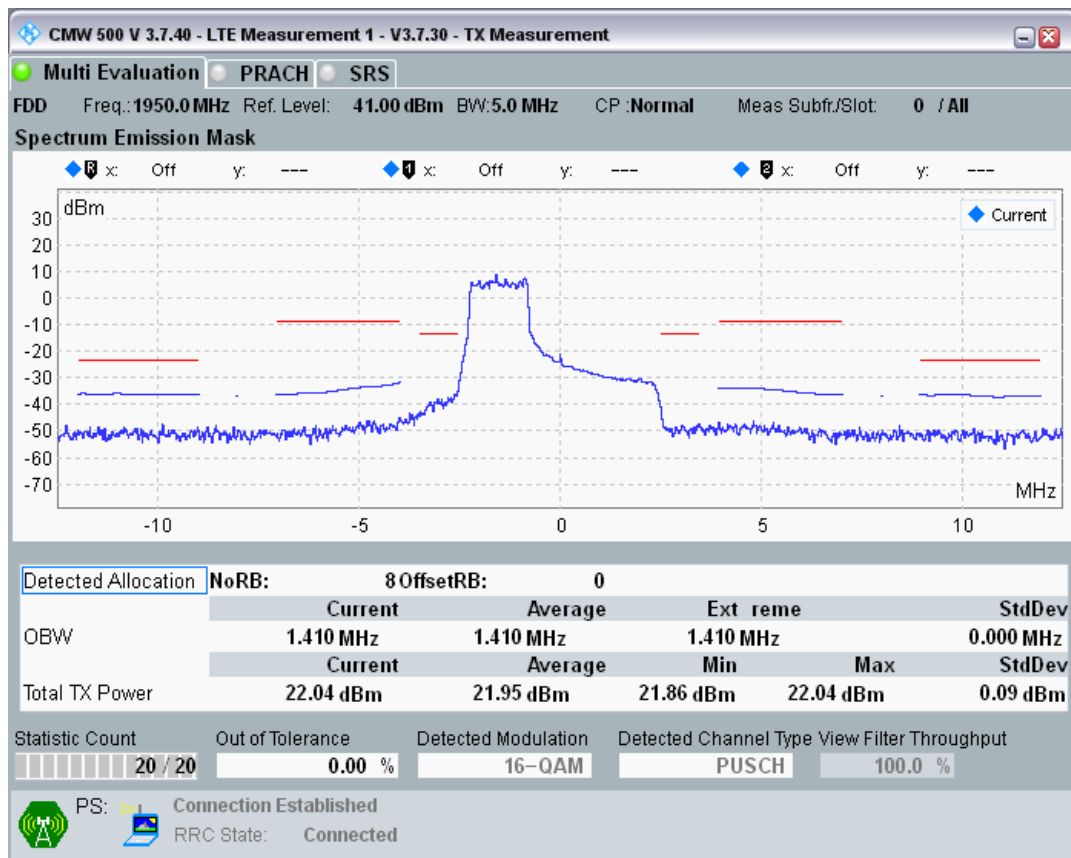 CMW 500 V 3.7.40 - LTE Measurement 1 - V3.7.30 - TX Measurement
Multi Evaluation PRACH SRS
FDD Freq.:1950.0 MHz Ref. Level: 41.00 dBm BW:5.0 MHz CP :Normal Meas Subfr./Slot: 0 / All
Spectrum Emission Mask
R x: Off y: --- 1 x: Off y: --- 2 x: Off y: ---
dBm
Current
30
20
10
0
-10
-20
-30
-40
-50
-60
-70
MHz
-10 -5 0 5 10
Detected Allocation NoRB: 8 OffsetRB: 0
Current Average Ext reme StdDev
OBW 1.410 MHz 1.410 MHz 1.410 MHz 0.000 MHz
Current Average Min Max StdDev
Total TX Power 22.04 dBm 21.95 dBm 21.86 dBm 22.04 dBm 0.09 dBm
Statistic Count Out of Tolerance Detected Modulation Detected Channel Type View Filter Throughput
20 / 20 0.00 % 16-QAM PUSCH 100.0 %
PS: Connection Established
RRC State: Connected